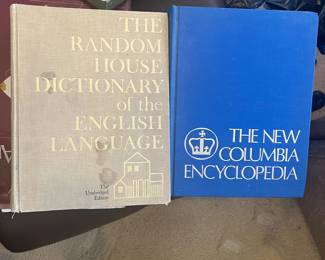 THE
RANDOM
HOUSE
DICTIONARY
of the
ENGLISH
LANGUAGE
The
Unabridged
Edition
THE NEW
COLUMBIA
ENCYCLOPEDIA